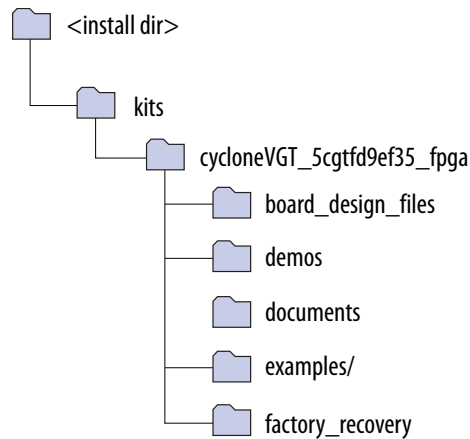 <install dir>
kits
cycloneVGT_5cgtfd9ef35_fpga
board_design_files
demos
documents
examples/
factory_recovery